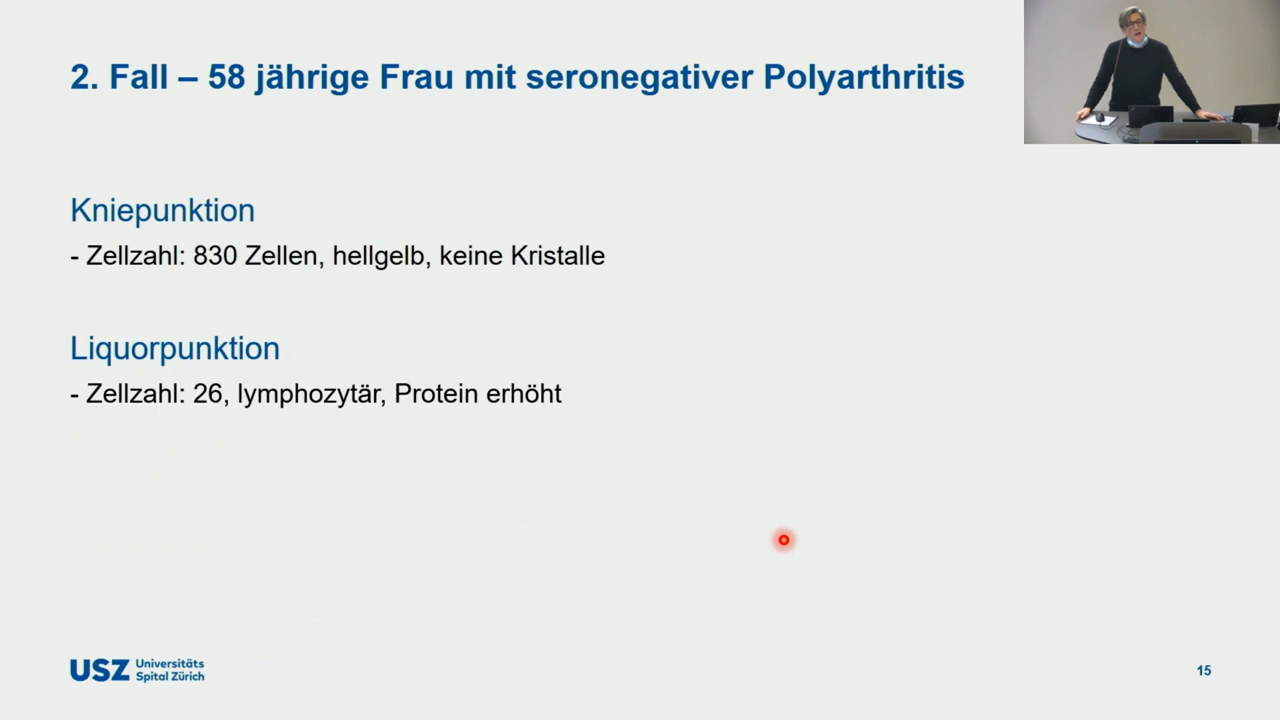 2. Fall – 58 jährige Frau mit seronegativer Polyarthritis
Kniepunktion
- Zellzahl: 830 Zellen, hellgelb, keine Kristalle
Liquorpunktion
- Zellzahl: 26, lymphozytär, Protein erhöht
USZ Universitäts
Spital Zürich
15